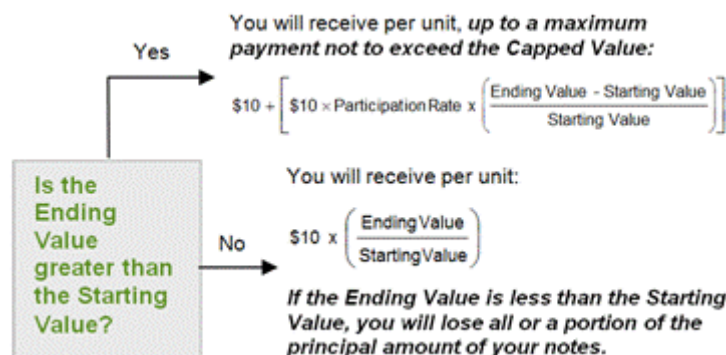 You will receive per unit, up to a maximum
payment not to exceed the Capped Value:
Yes
$10 + [ $10 × Participation Rate x ( Ending Value - Starting Value / Starting Value ) ]
Is the
Ending
Value
greater than
the Starting
Value?
No
You will receive per unit:
$10 x ( Ending Value / Starting Value )
If the Ending Value is less than the Starting
Value, you will lose all or a portion of the
principal amount of your notes.